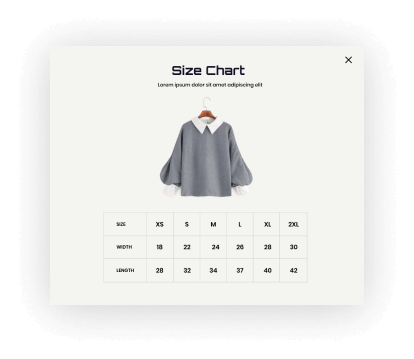 Size Chart
Lorem ipsum dolor sit amet adipiscing elit
SIZE XS S M L XL 2XL
WIDTH 18 22 24 26 28 30
LENGTH 28 32 34 37 40 42